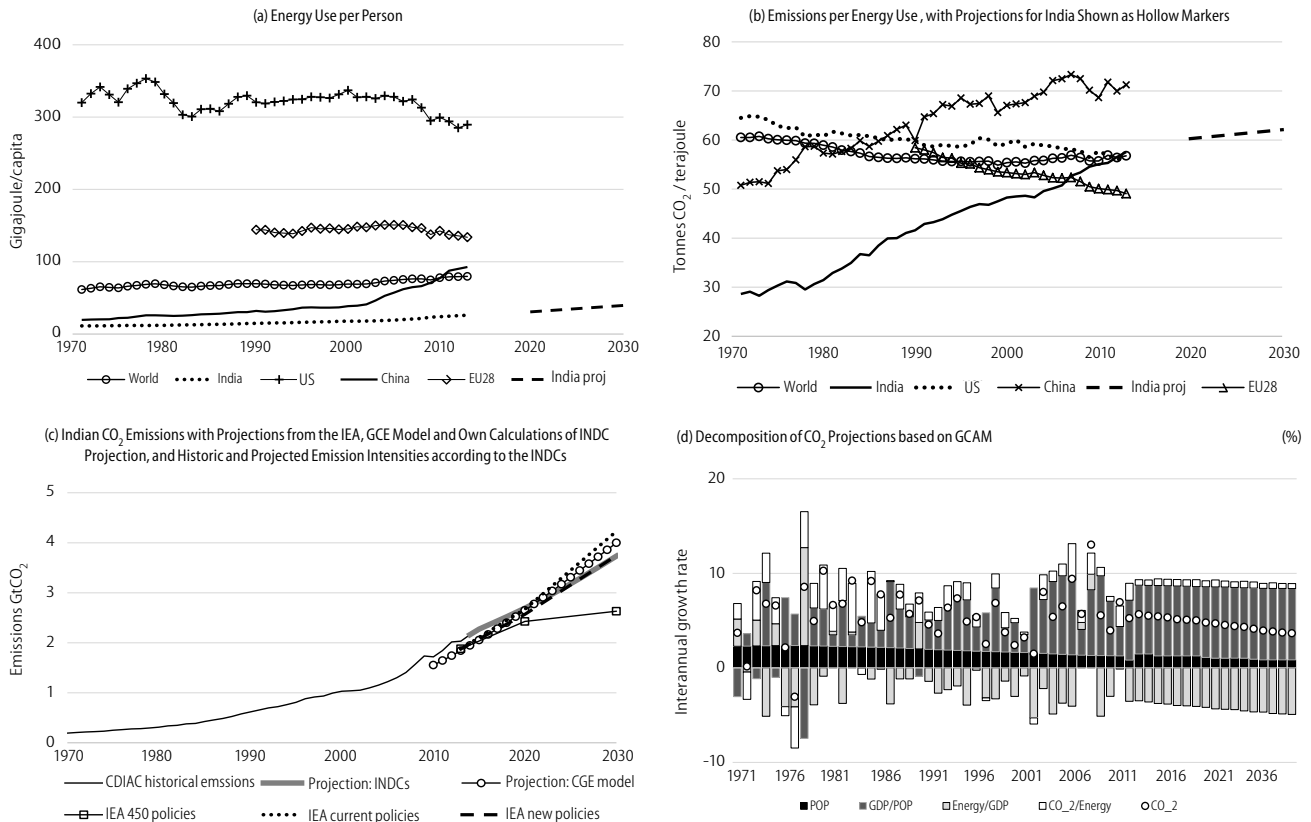 (a) Energy Use per Person
400
300
200
100
0
Gigajoule/capita
1970 1980 1990 2000 2010 2020 2030
World India US China EU28 India proj
(b) Emissions per Energy Use , with Projections for India Shown as Hollow Markers
80
70
60
50
40
30
20
Tonnes CO2 / terajoule
1970 1980 1990 2000 2010 2020 2030
World India US China India proj EU28
(c) Indian CO2 Emissions with Projections from the IEA, GCE Model and Own Calculations of INDC
Projection, and Historic and Projected Emission Intensities according to the INDCs
5
4
3
2
1
0
Emissions GtCO2
1970 1980 1990 2000 2010 2020 2030
CDIAC historical emssions Projection: INDCs Projection: CGE model
IEA 450 policies IEA current policies IEA new policies
(d) Decomposition of CO2 Projections based on GCAM (%)
20
10
0
-10
Interannual growth rate
1971 1976 1981 1986 1991 1996 2001 2006 2011 2016 2021 2026 2031 2036
POP GDP/POP Energy/GDP CO_2/Energy CO_2